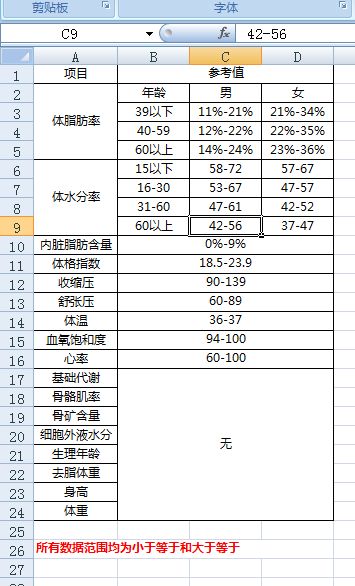 剪贴板 字体
C9 fx 42-56
A B C D
1 项目 参考值
2 年龄 男 女
3 39以下 11%-21% 21%-34%
4 体脂肪率 40-59 12%-22% 22%-35%
5 60以上 14%-24% 23%-36%
6 15以下 58-72 57-67
7 体水分率 16-30 53-67 47-57
8 31-60 47-61 42-52
9 60以上 42-56 37-47
10 内脏脂肪含量 0%-9%
11 体格指数 18.5-23.9
12 收缩压 90-139
13 舒张压 60-89
14 体温 36-37
15 血氧饱和度 94-100
16 心率 60-100
17 基础代谢
18 骨骼肌率
19 骨矿含量
20 细胞外液水分 无
21 生理年龄
22 去脂体重
23 身高
24 体重
25
26 所有数据范围均为小于等于和大于等于
27
28